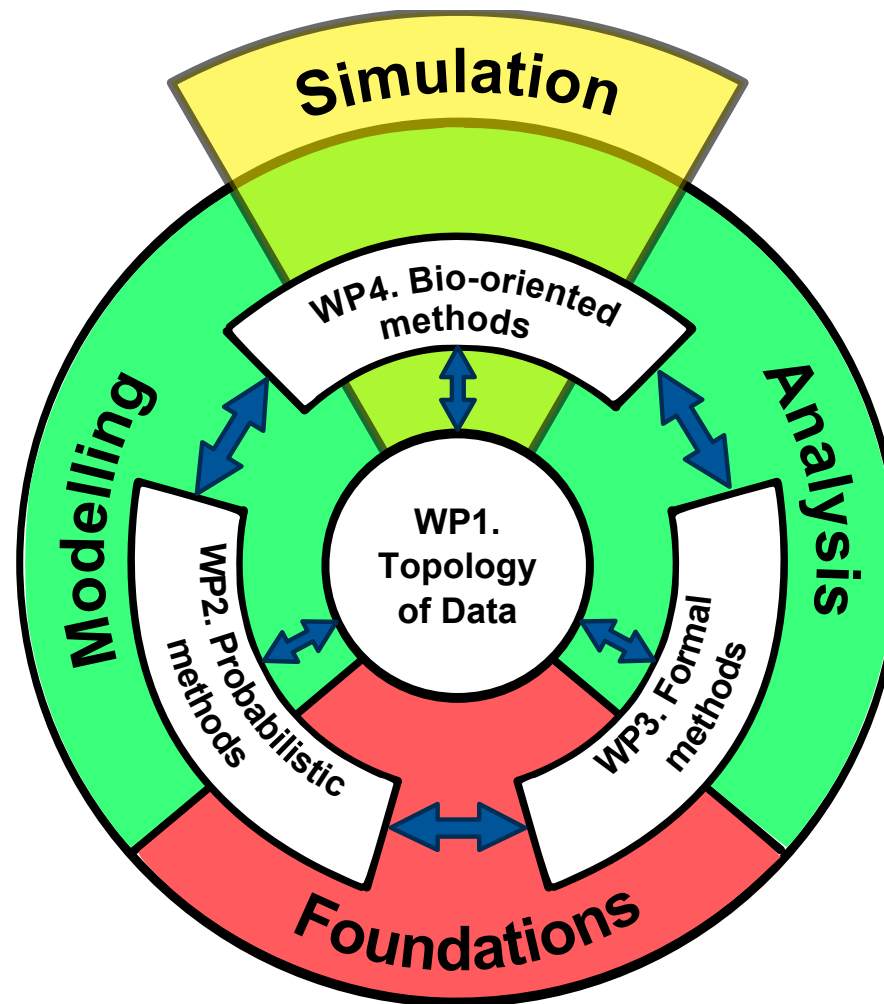 Simulation
WP4. Bio-oriented
methods
Modelling
Analysis
WP1.
Topology
of Data
WP2. Probabilistic
methods
WP3. Formal
methods
Foundations